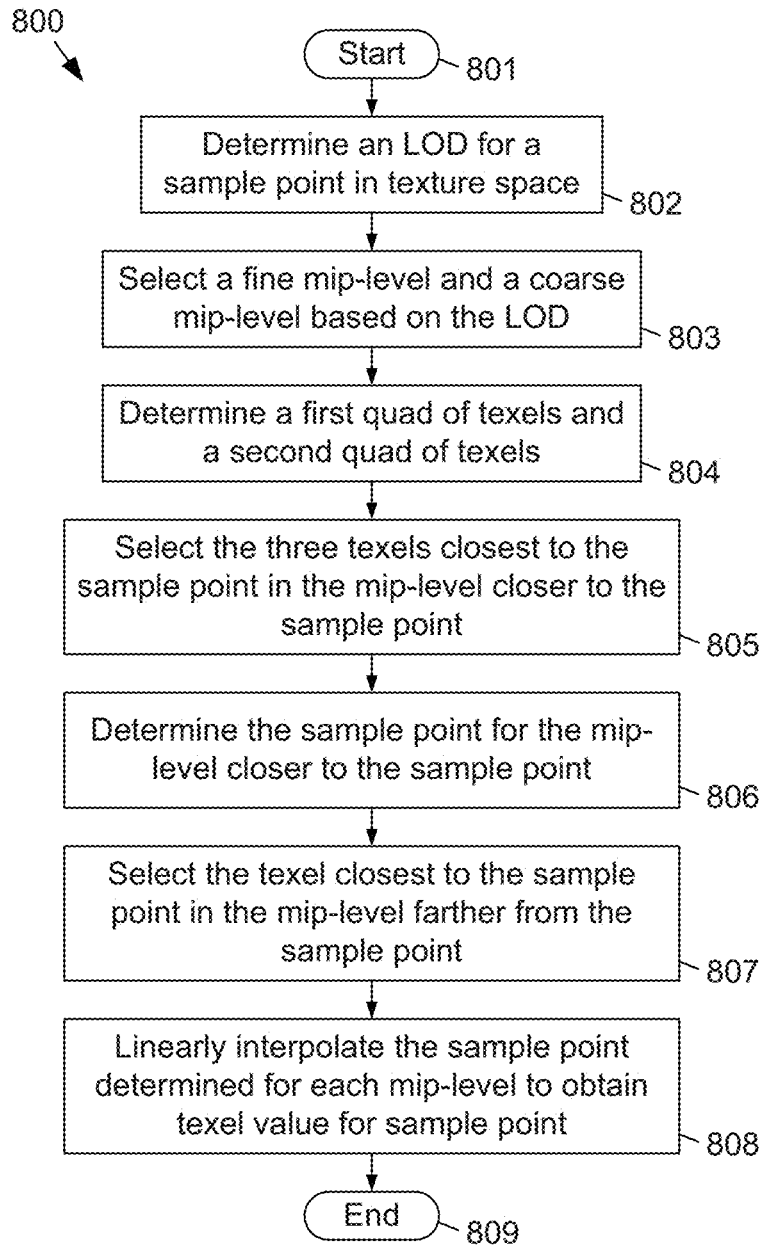 800
Start
801
Determine an LOD for a
sample point in texture space
802
Select a fine mip-level and a coarse
mip-level based on the LOD
803
Determine a first quad of texels and
a second quad of texels
804
Select the three texels closest to the
sample point in the mip-level closer to the
sample point
805
Determine the sample point for the mip-
level closer to the sample point
806
Select the texel closest to the sample
point in the mip-level farther from the
sample point
807
Linearly interpolate the sample point
determined for each mip-level to obtain
texel value for sample point
808
End
809